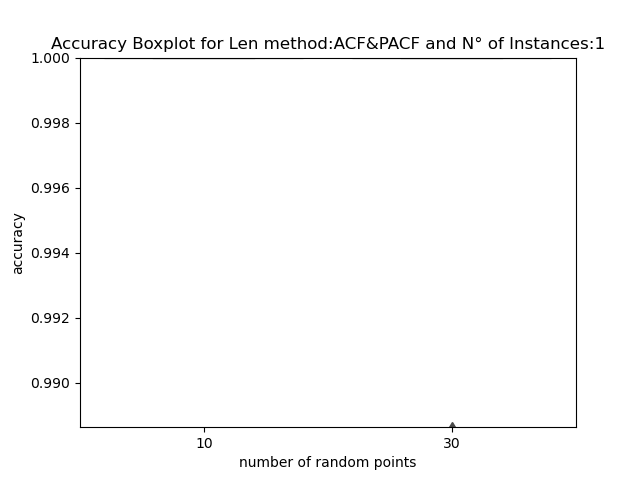 Accuracy Boxplot for Len method:ACF&PACF and N° of Instances:1
1.000
0.998
0.996
0.994
0.992
0.990
accuracy
10 30
number of random points